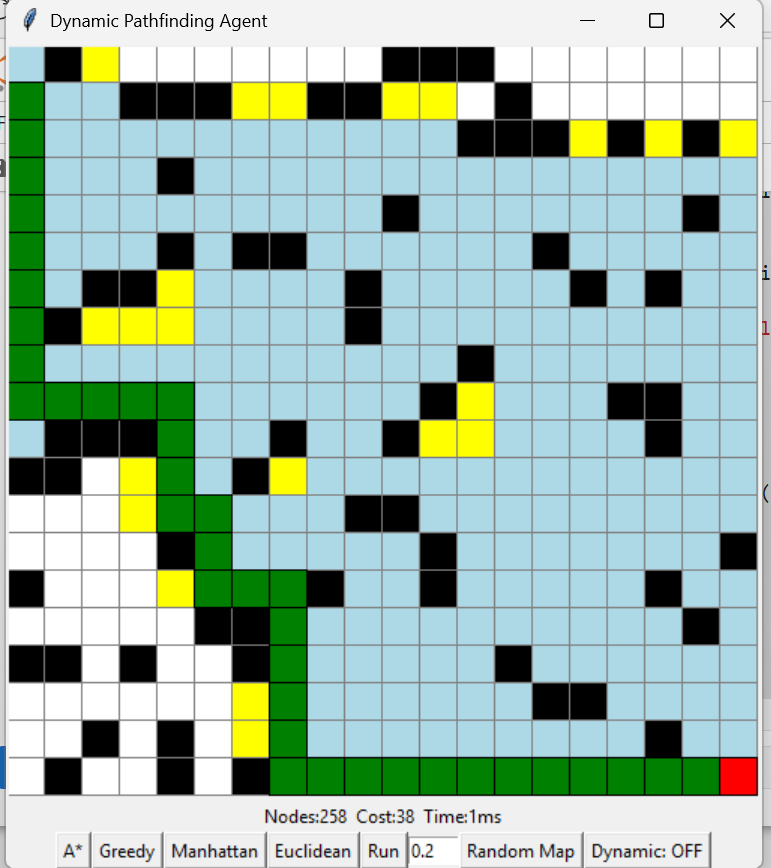 Dynamic Pathfinding Agent
Nodes:258 Cost:38 Time:1ms
A* Greedy Manhattan Euclidean Run 0.2 Random Map Dynamic: OFF